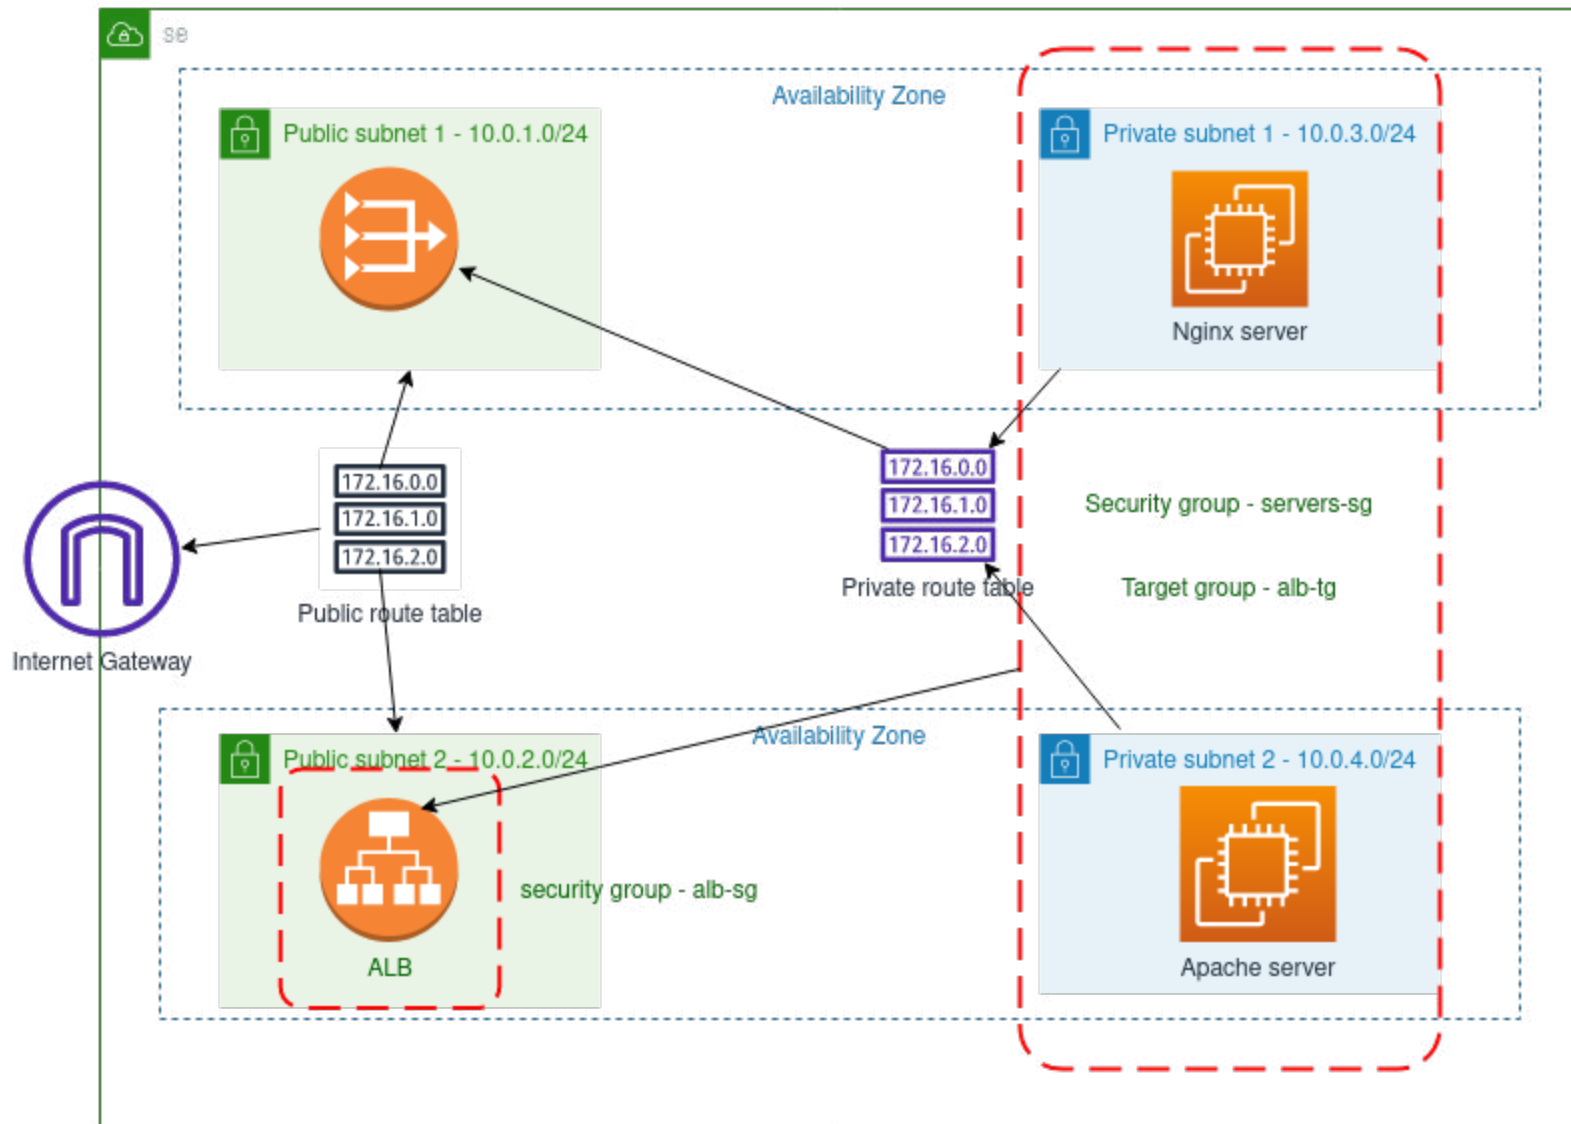 se
Availability Zone
Public subnet 1 - 10.0.1.0/24
Private subnet 1 - 10.0.3.0/24
Nginx server
172.16.0.0
172.16.1.0
172.16.2.0
Public route table
Internet Gateway
172.16.0.0
172.16.1.0
172.16.2.0
Private route table
Security group - servers-sg
Target group - alb-tg
Availability Zone
Public subnet 2 - 10.0.2.0/24
ALB
security group - alb-sg
Private subnet 2 - 10.0.4.0/24
Apache server